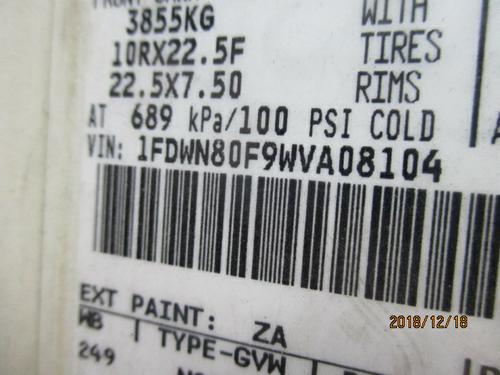 3855KG WITH
10RX22.5F TIRES
22.5X7.50 RIMS
AT 689 kPa/100 PSI COLD
VIN: 1FDWN80F9WVA08104
EXT PAINT: ZA
WB TYPE-GVW
249
2018/12/18